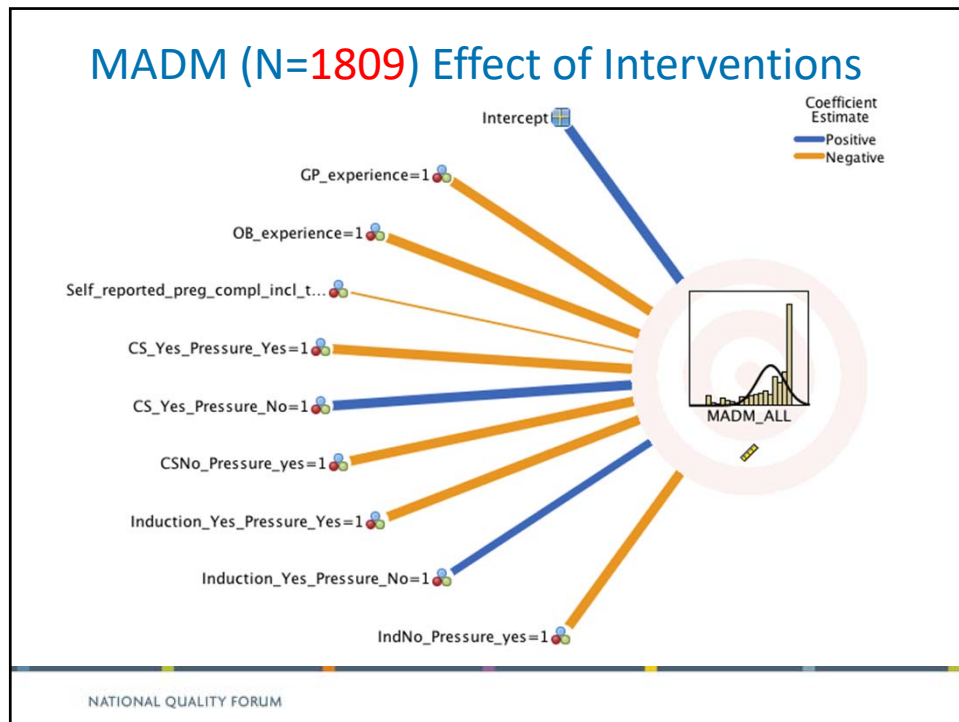 MADM (N=1809) Effect of Interventions
Coefficient
Estimate
Positive
Negative
Intercept
GP_experience=1
OB_experience=1
Self_reported_preg_compl_incl_t...
CS_Yes_Pressure_Yes=1
CS_Yes_Pressure_No=1
CSNo_Pressure_yes=1
Induction_Yes_Pressure_Yes=1
Induction_Yes_Pressure_No=1
IndNo_Pressure_yes=1
MADM_ALL
NATIONAL QUALITY FORUM